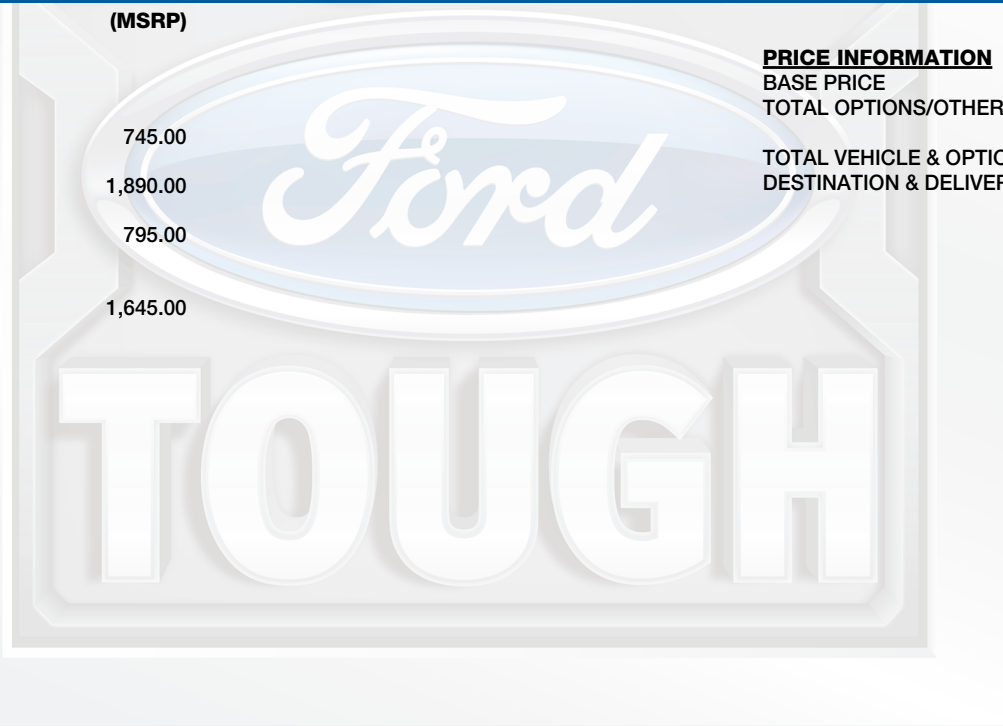 (MSRP)
745.00
1,890.00
795.00
1,645.00
PRICE INFORMATION
BASE PRICE
TOTAL OPTIONS/OTHER
TOTAL VEHICLE & OPTIO
DESTINATION & DELIVER
Ford
TOUGH